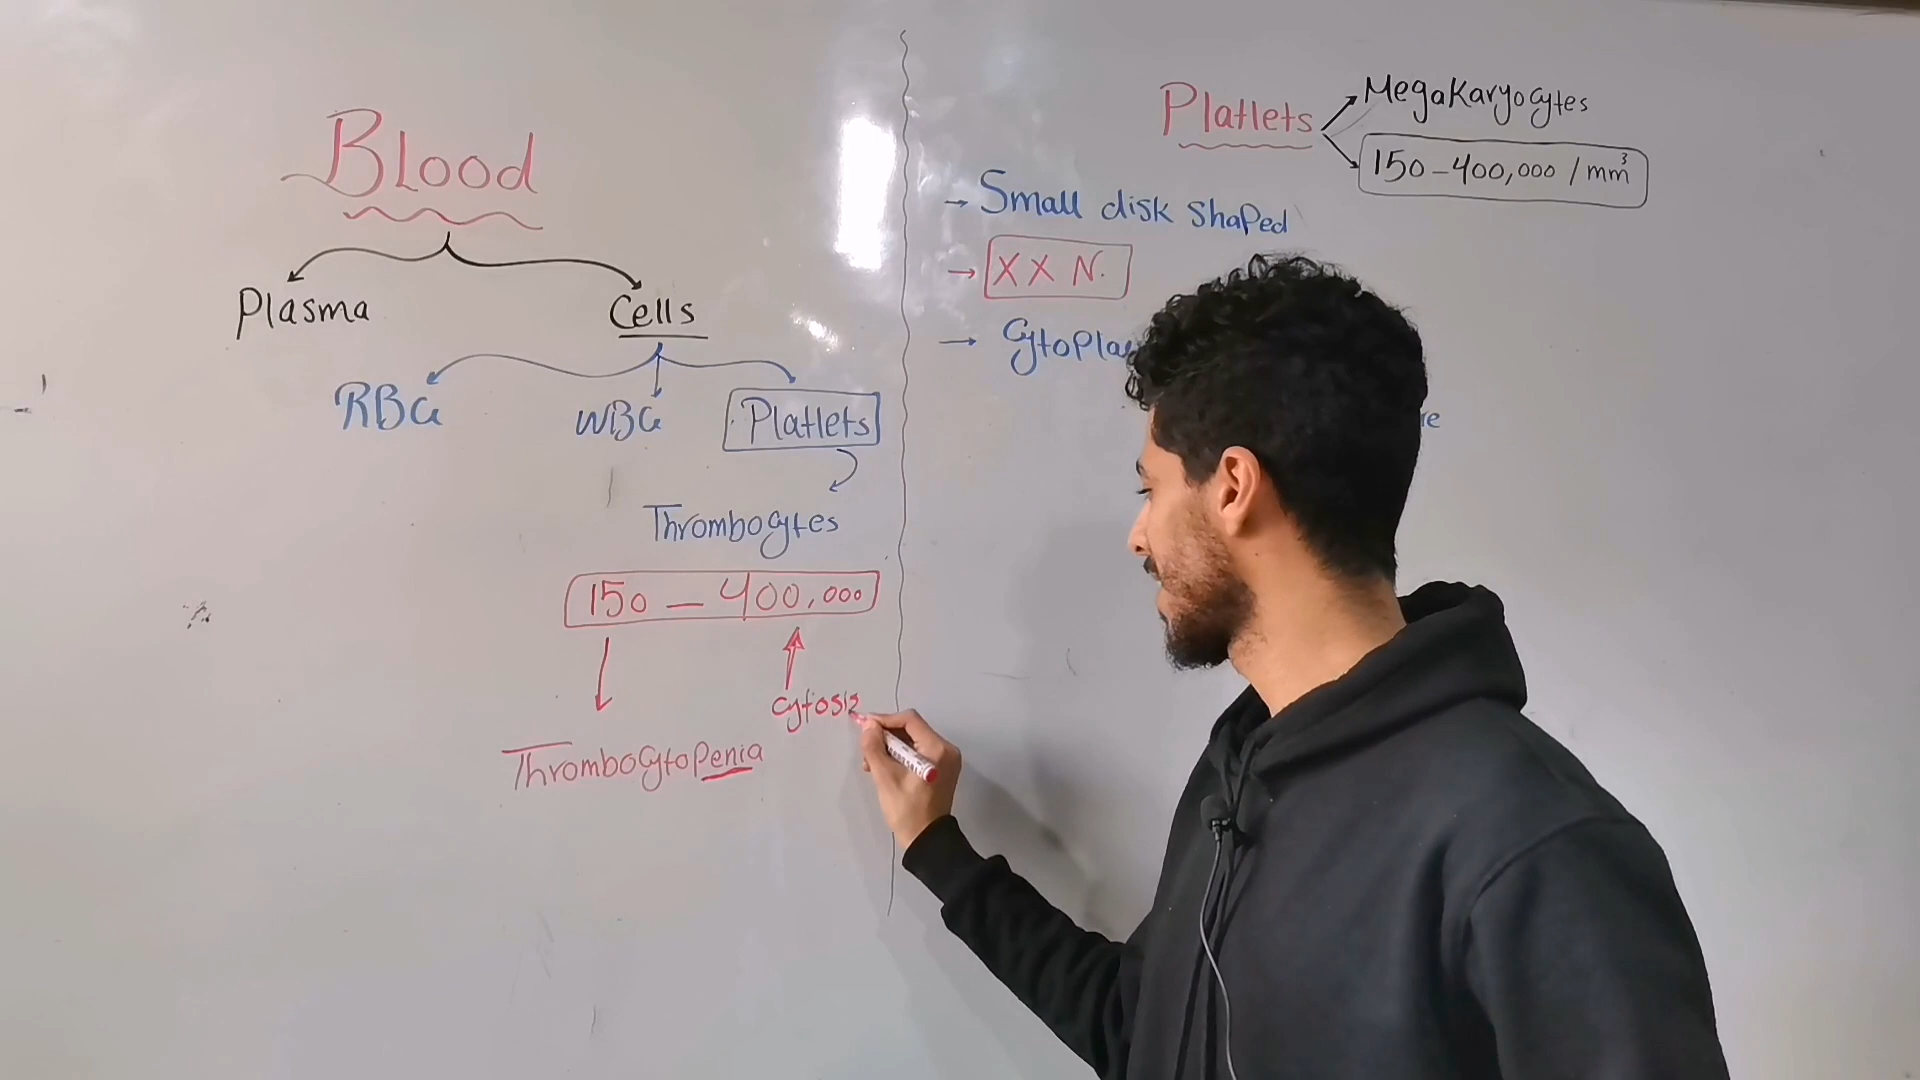 Blood
Plasma
Cells
RBCs
WBCs
Platlets
Thrombocytes
150 – 400,000
cytosis
Thrombocytopenia
Platlets
Megakaryocytes
150 – 400,000 / mm³
→ Small disk shaped
→ X X N.
→